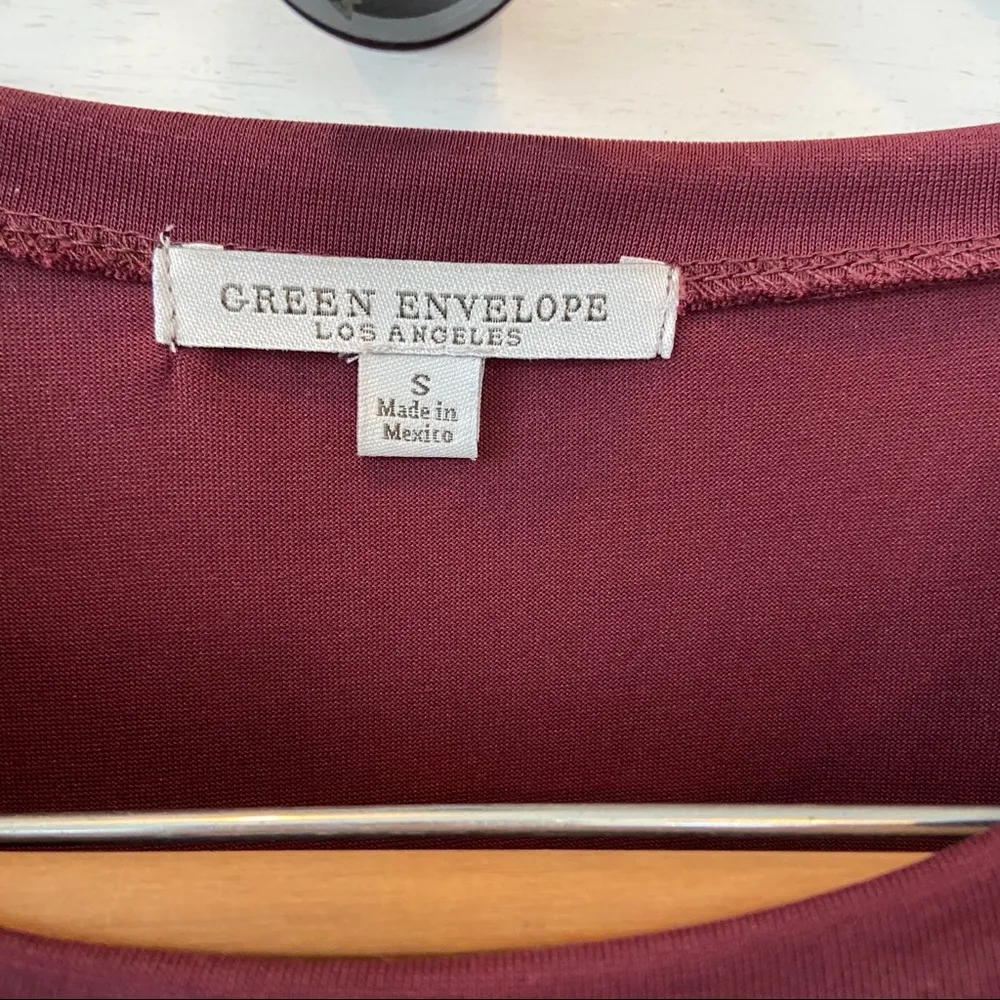 GREEN ENVELOPE
LOS ANGELES
S
Made in
Mexico